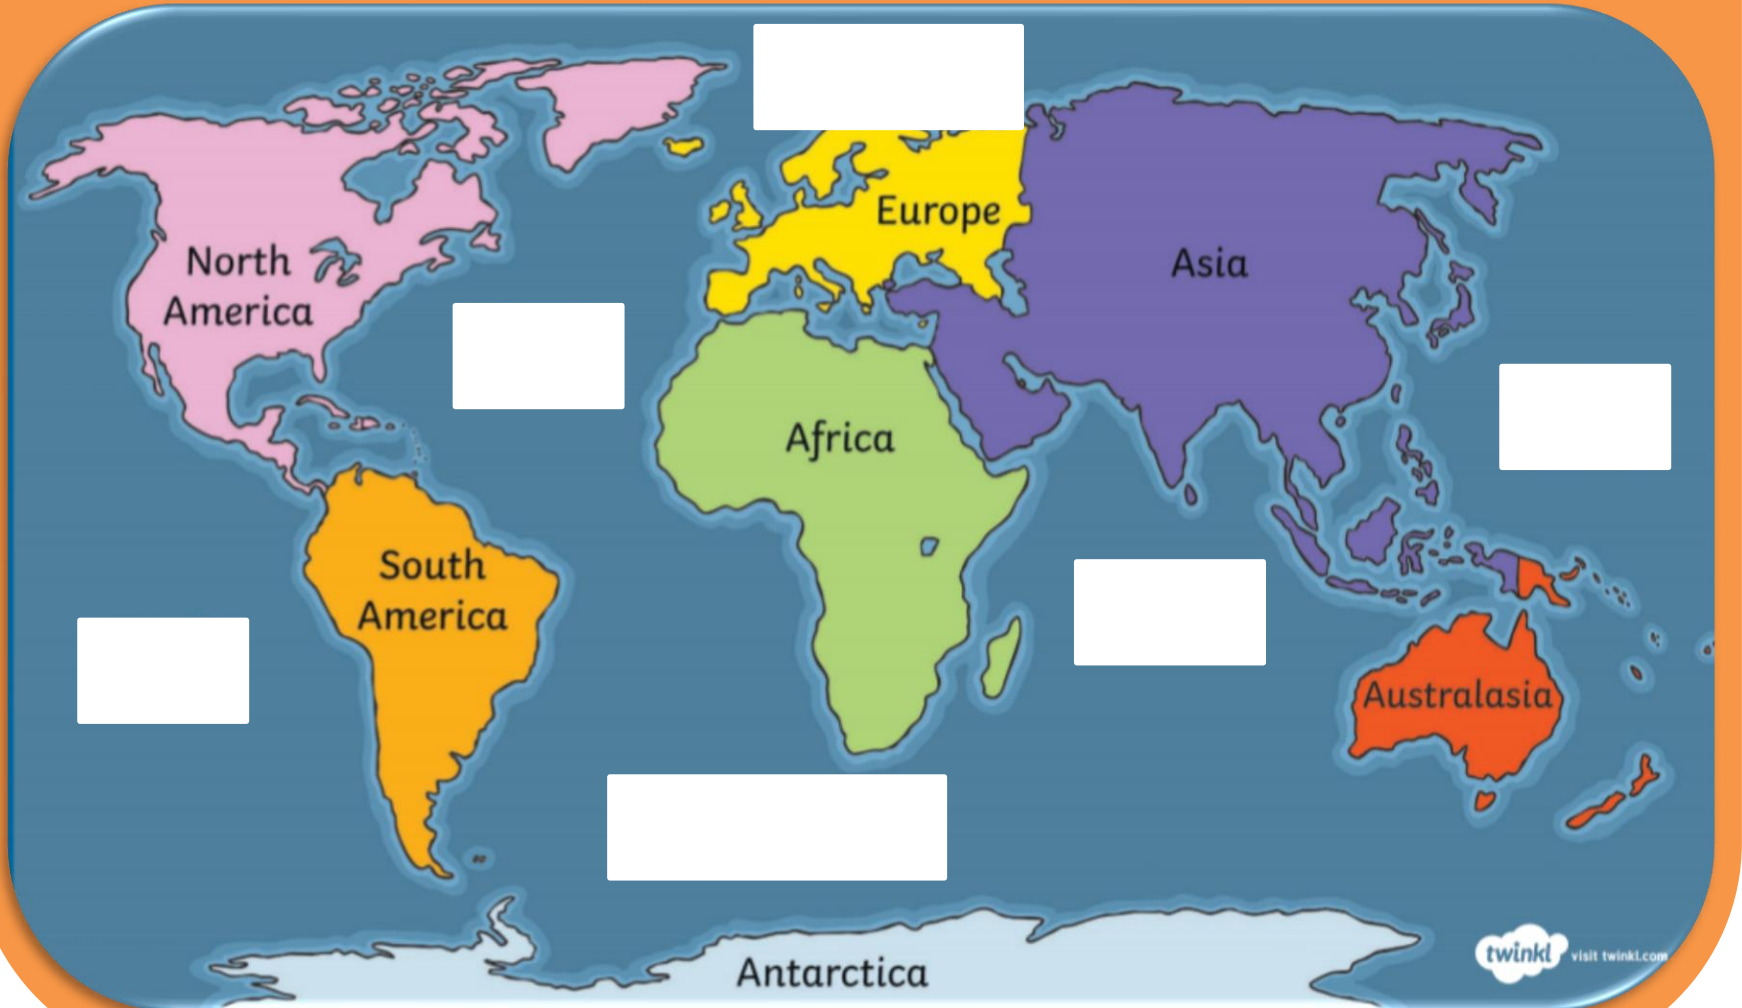 Europe
North
America
Asia
Africa
South
America
Australasia
Antarctica
twinkl visit twinkl.com